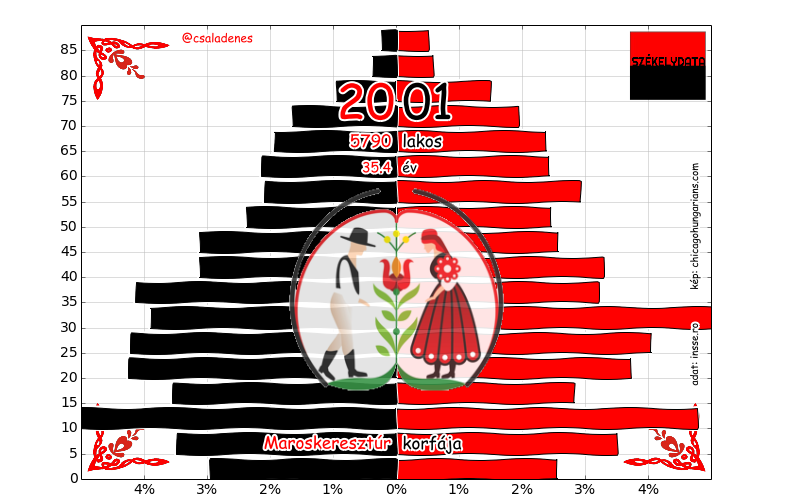 @csaladenes
SZÉKELYDATA
2001
5790 lakos
35.4 év
Maroskeresztúr korfája
kép: chicagohungarians.com
adat: insse.ro
85
80
75
70
65
60
55
50
45
40
35
30
25
20
15
10
5
0
4% 3% 2% 1% 0% 1% 2% 3% 4%